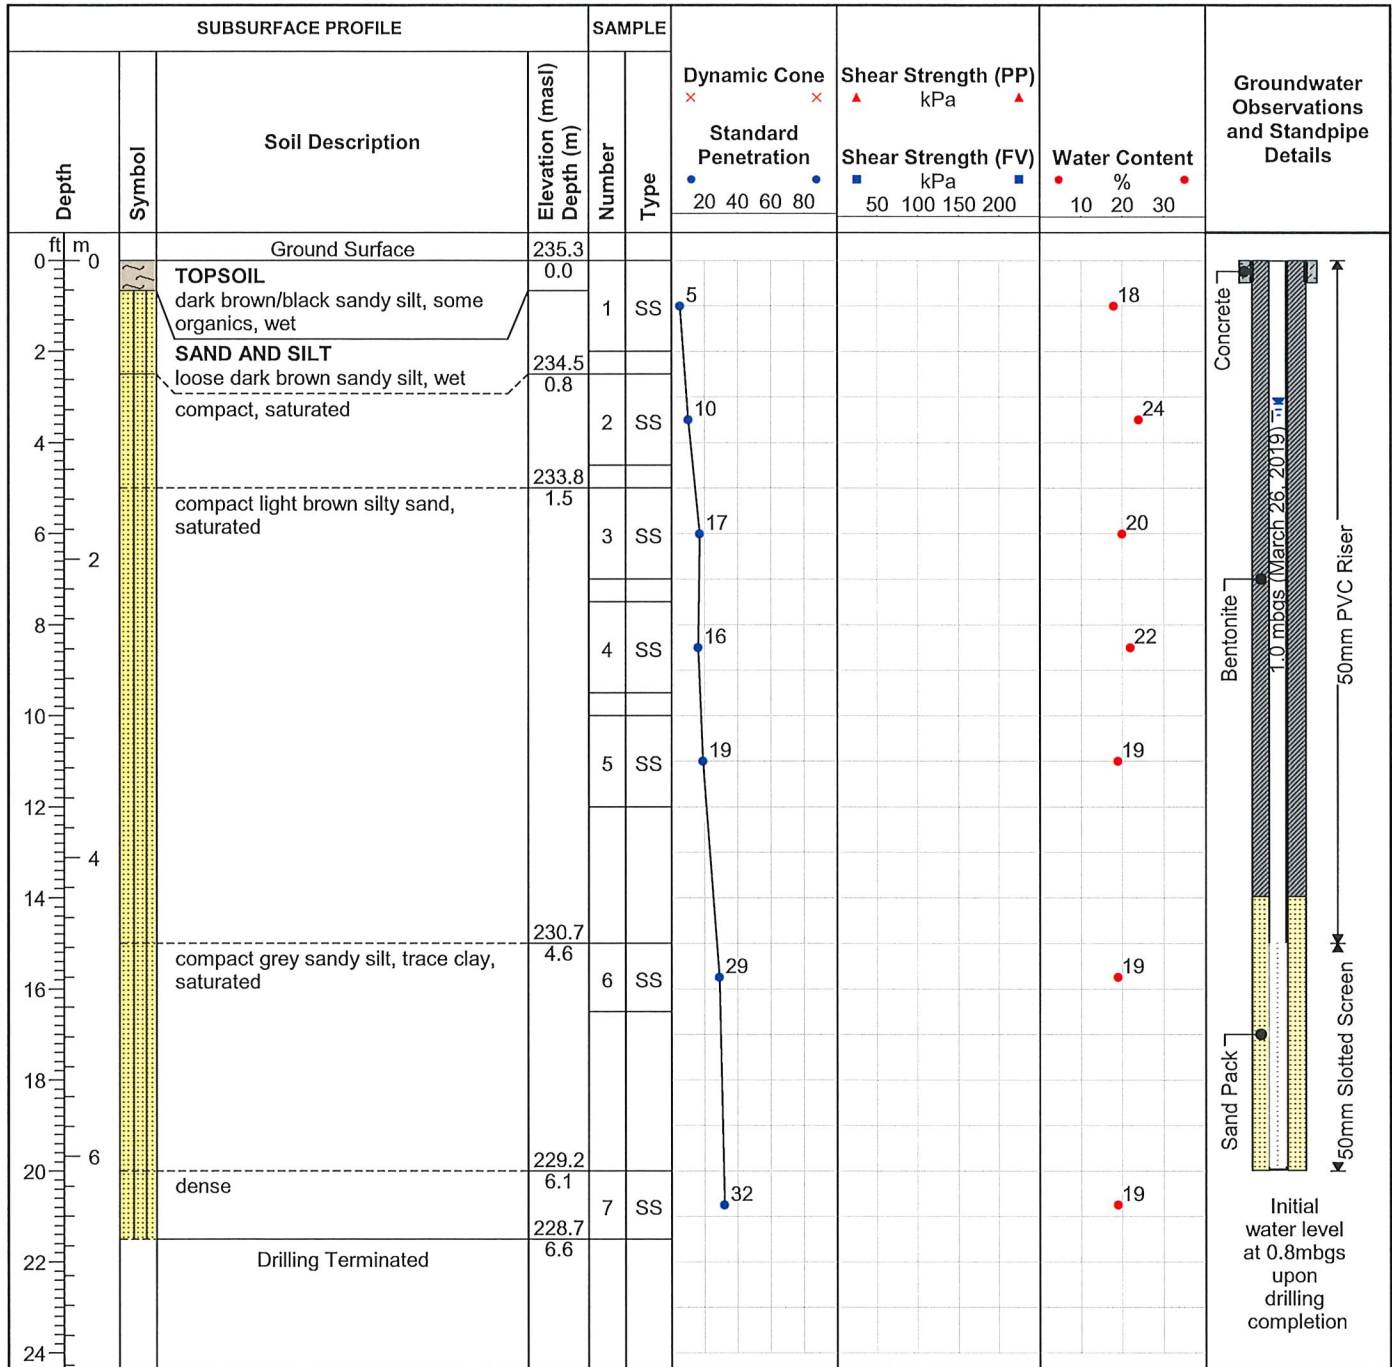 SUBSURFACE PROFILE
SAMPLE
Depth
Symbol
Soil Description
Elevation (masl)
Depth (m)
Number
Type
Dynamic Cone
Standard
Penetration
20 40 60 80
Shear Strength (PP)
kPa
Shear Strength (FV)
kPa
50 100 150 200
Water Content
%
10 20 30
Groundwater
Observations
and Standpipe
Details
ft m
0 0
2
4
6
2
8
10
12
4
14
16
18
6
20
22
24
Ground Surface
235.3
0.0
TOPSOIL
dark brown/black sandy silt, some
organics, wet
SAND AND SILT
loose dark brown sandy silt, wet
234.5
0.8
compact, saturated
233.8
1.5
compact light brown silty sand,
saturated
230.7
4.6
compact grey sandy silt, trace clay,
saturated
229.2
6.1
dense
228.7
6.6
Drilling Terminated
1 SS 5 18
2 SS 10 24
3 SS 17 20
4 SS 16 22
5 SS 19 19
6 SS 29 19
7 SS 32 19
Concrete
Bentonite
Sand Pack
1.0 mbgs (March 26, 2019)
50mm PVC Riser
50mm Slotted Screen
Initial
water level
at 0.8mbgs
upon
drilling
completion